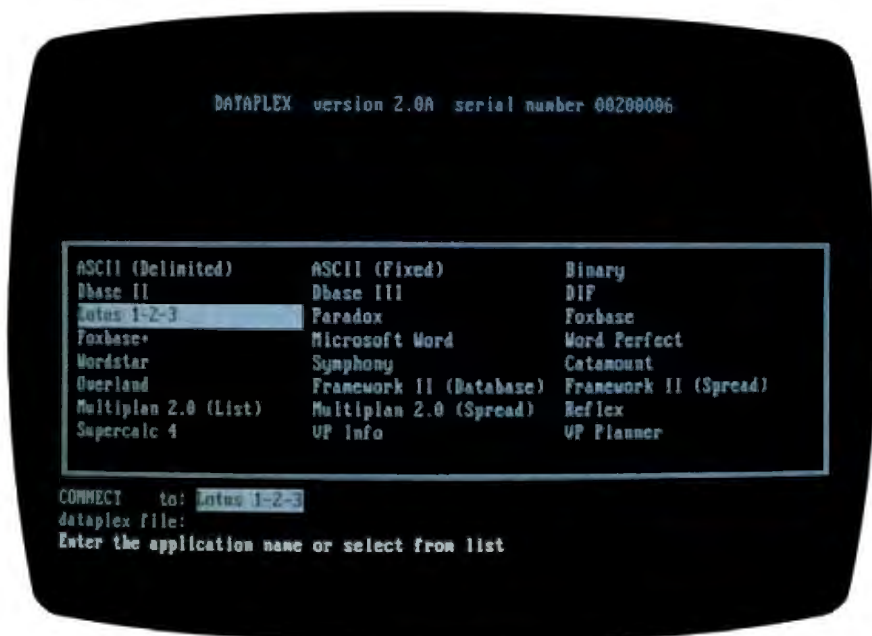 DATAPLEX version 2.0A serial number 00200006
ASCII (Delimited) ASCII (Fixed) Binary
Dbase II Dbase III DIF
Lotus 1-2-3 Paradox Foxbase
Foxbase+ Microsoft Word Word Perfect
Wordstar Symphony Catamount
Overland Framework II (Database) Framework II (Spread)
Multiplan 2.0 (List) Multiplan 2.0 (Spread) Reflex
Supercalc 4 VP Info VP Planner
CONNECT to: Lotus 1-2-3
dataplex file:
Enter the application name or select from list